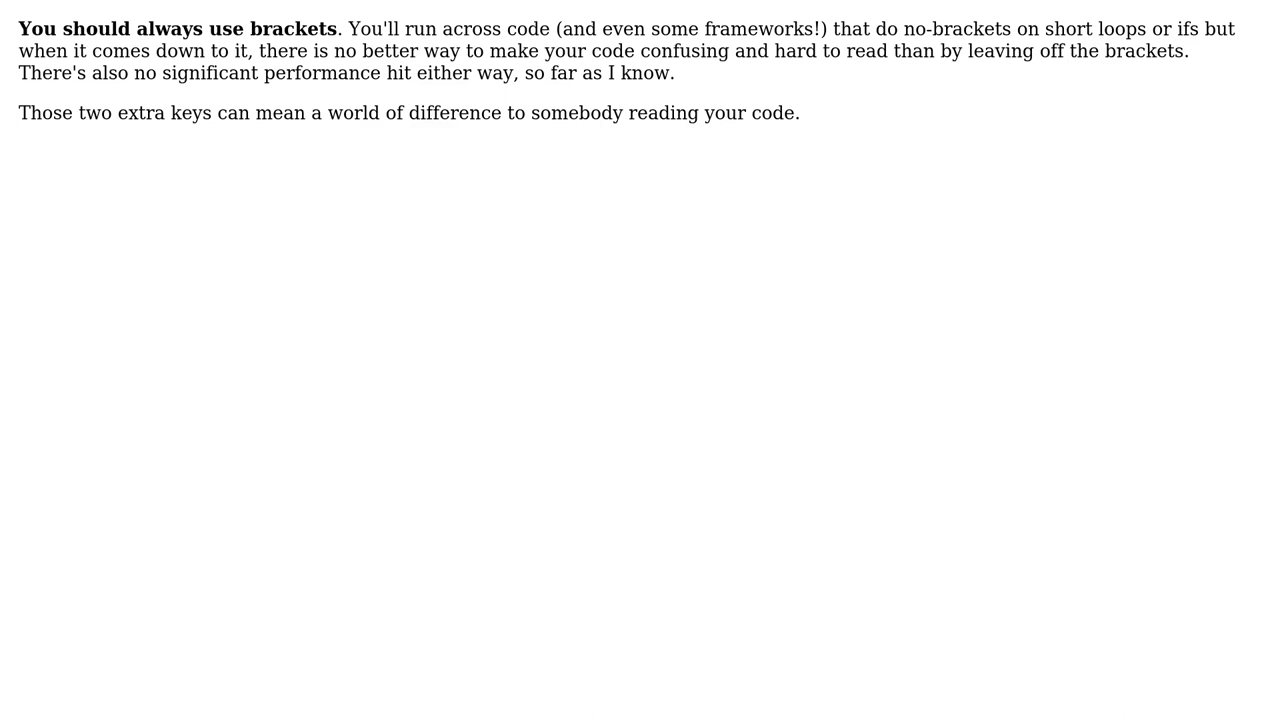 You should always use brackets. You'll run across code (and even some frameworks!) that do no-brackets on short loops or ifs but
when it comes down to it, there is no better way to make your code confusing and hard to read than by leaving off the brackets.
There's also no significant performance hit either way, so far as I know.
Those two extra keys can mean a world of difference to somebody reading your code.